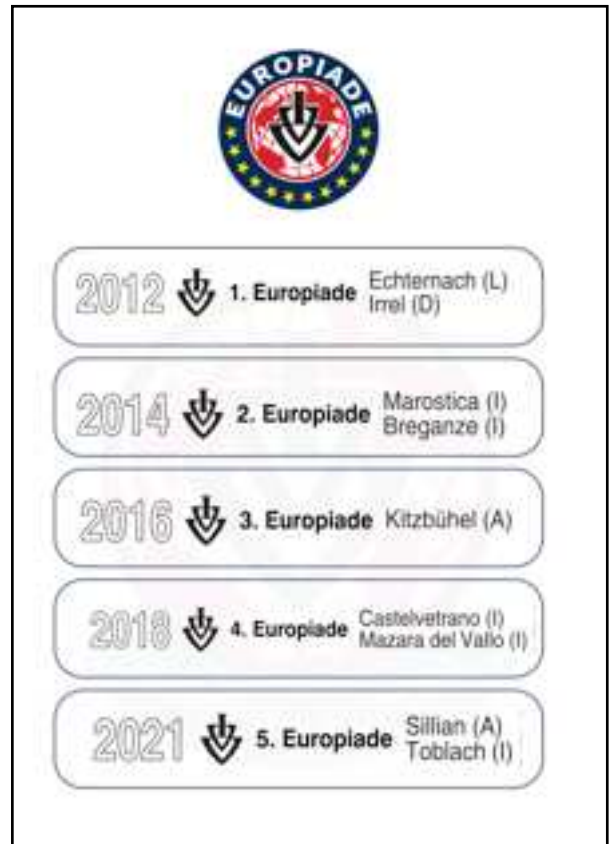 EUROPIADE
2012 1. Europiade Echternach (L)
Irrel (D)
2014 2. Europiade Marostica (I)
Breganze (I)
2016 3. Europiade Kitzbühel (A)
2018 4. Europiade Castelvetrano (I)
Mazara del Vallo (I)
2021 5. Europiade Sillian (A)
Toblach (I)